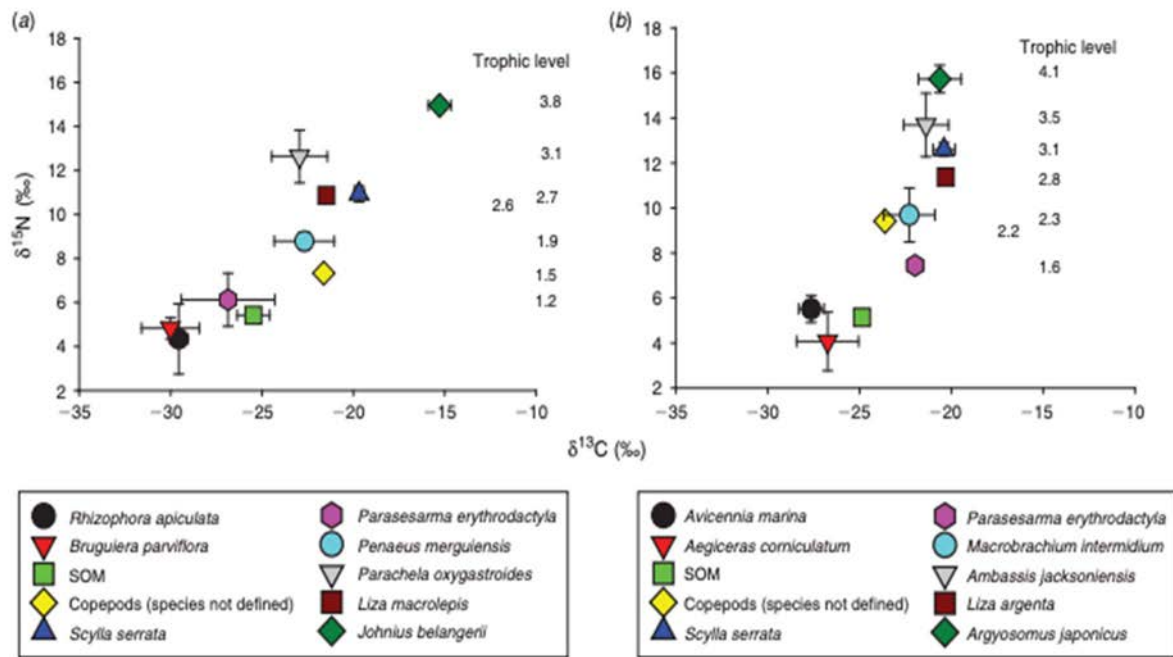 (a)
18
16
14
12
10
8
6
4
2
δ15N (‰)
Trophic level
3.8
3.1
2.6 2.7
1.9
1.5
1.2
−35 −30 −25 −20 −15 −10
(b)
18
16
14
12
10
8
6
4
2
Trophic level
4.1
3.5
3.1
2.8
2.3
2.2
1.6
−35 −30 −25 −20 −15 −10
δ13C (‰)
Rhizophora apiculata
Bruguiera parviflora
SOM
Copepods (species not defined)
Scylla serrata
Parasesarma erythrodactyla
Penaeus merguiensis
Parachela oxygastroides
Liza macrolepis
Johnius belangerii
Avicennia marina
Aegiceras corniculatum
SOM
Copepods (species not defined)
Scylla serrata
Parasesarma erythrodactyla
Macrobrachium intermidium
Ambassis jacksoniensis
Liza argenta
Argyosomus japonicus